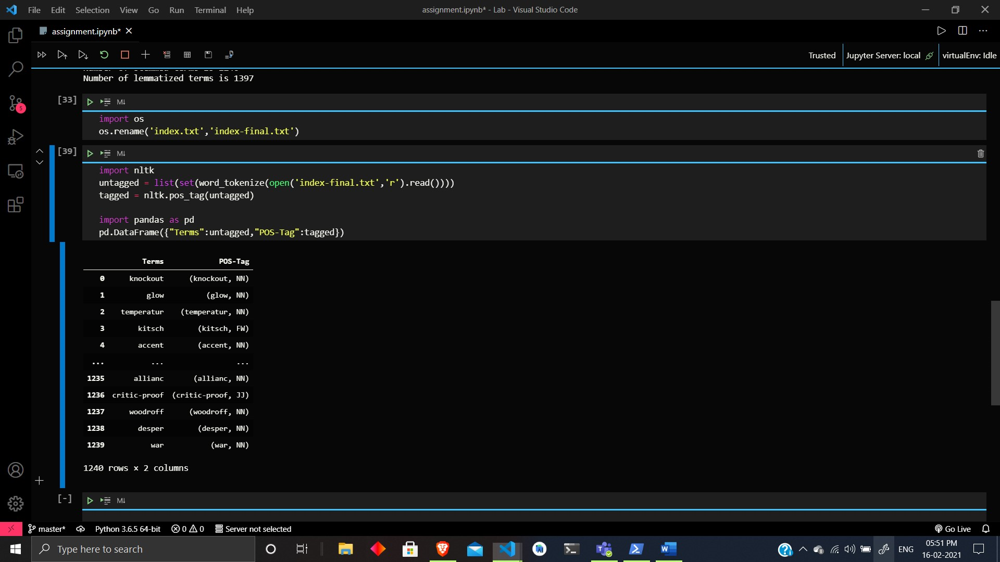 File Edit Selection View Go Run Terminal Help
assignment.ipynb* - Lab - Visual Studio Code
assignment.ipynb*
Trusted
Jupyter Server: local
virtualEnv: Idle
Number of lemmatized terms is 1397
[33]
M↓
import os
os.rename('index.txt','index-final.txt')
[39]
M↓
import nltk
untagged = list(set(word_tokenize(open('index-final.txt','r').read())))
tagged = nltk.pos_tag(untagged)
import pandas as pd
pd.DataFrame({"Terms":untagged,"POS-Tag":tagged})
Terms POS-Tag
0 knockout (knockout, NN)
1 glow (glow, NN)
2 temperatur (temperatur, NN)
3 kitsch (kitsch, FW)
4 accent (accent, NN)
... ... ...
1235 allianc (allianc, NN)
1236 critic-proof (critic-proof, JJ)
1237 woodroff (woodroff, NN)
1238 desper (desper, NN)
1239 war (war, NN)
1240 rows × 2 columns
[-]
M↓
5
master* Python 3.6.5 64-bit 0 0 Server not selected Go Live
Type here to search
ENG
05:51 PM
16-02-2021